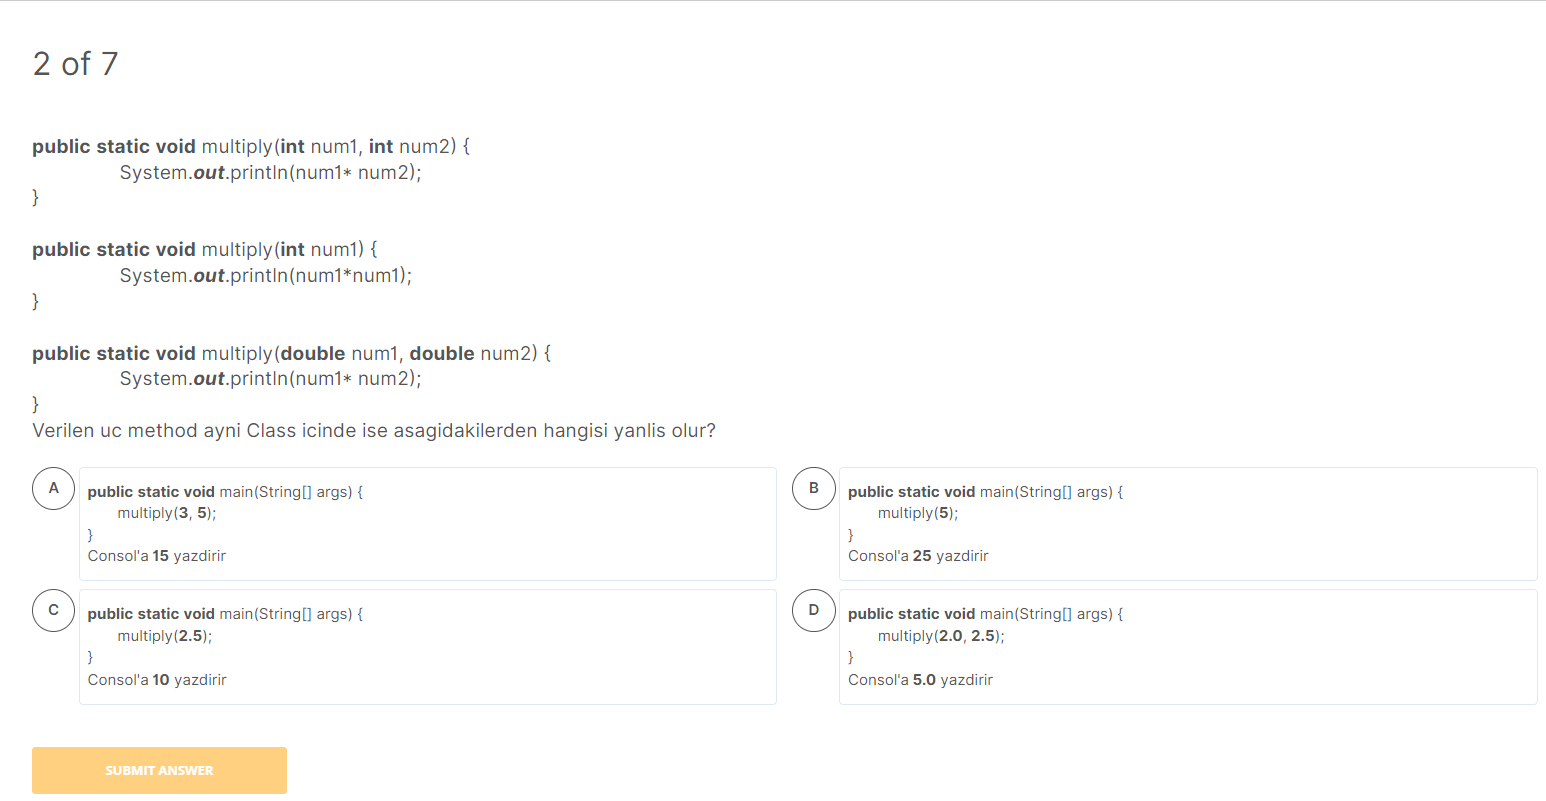 2 of 7
public static void multiply(int num1, int num2) {
System.out.println(num1* num2);
}
public static void multiply(int num1) {
System.out.println(num1*num1);
}
public static void multiply(double num1, double num2) {
System.out.println(num1* num2);
}
Verilen uc method ayni Class icinde ise asagidakilerden hangisi yanlis olur?
A
public static void main(String[] args) {
multiply(3, 5);
}
Consol'a 15 yazdirir
B
public static void main(String[] args) {
multiply(5);
}
Consol'a 25 yazdirir
C
public static void main(String[] args) {
multiply(2.5);
}
Consol'a 10 yazdirir
D
public static void main(String[] args) {
multiply(2.0, 2.5);
}
Consol'a 5.0 yazdirir
SUBMIT ANSWER